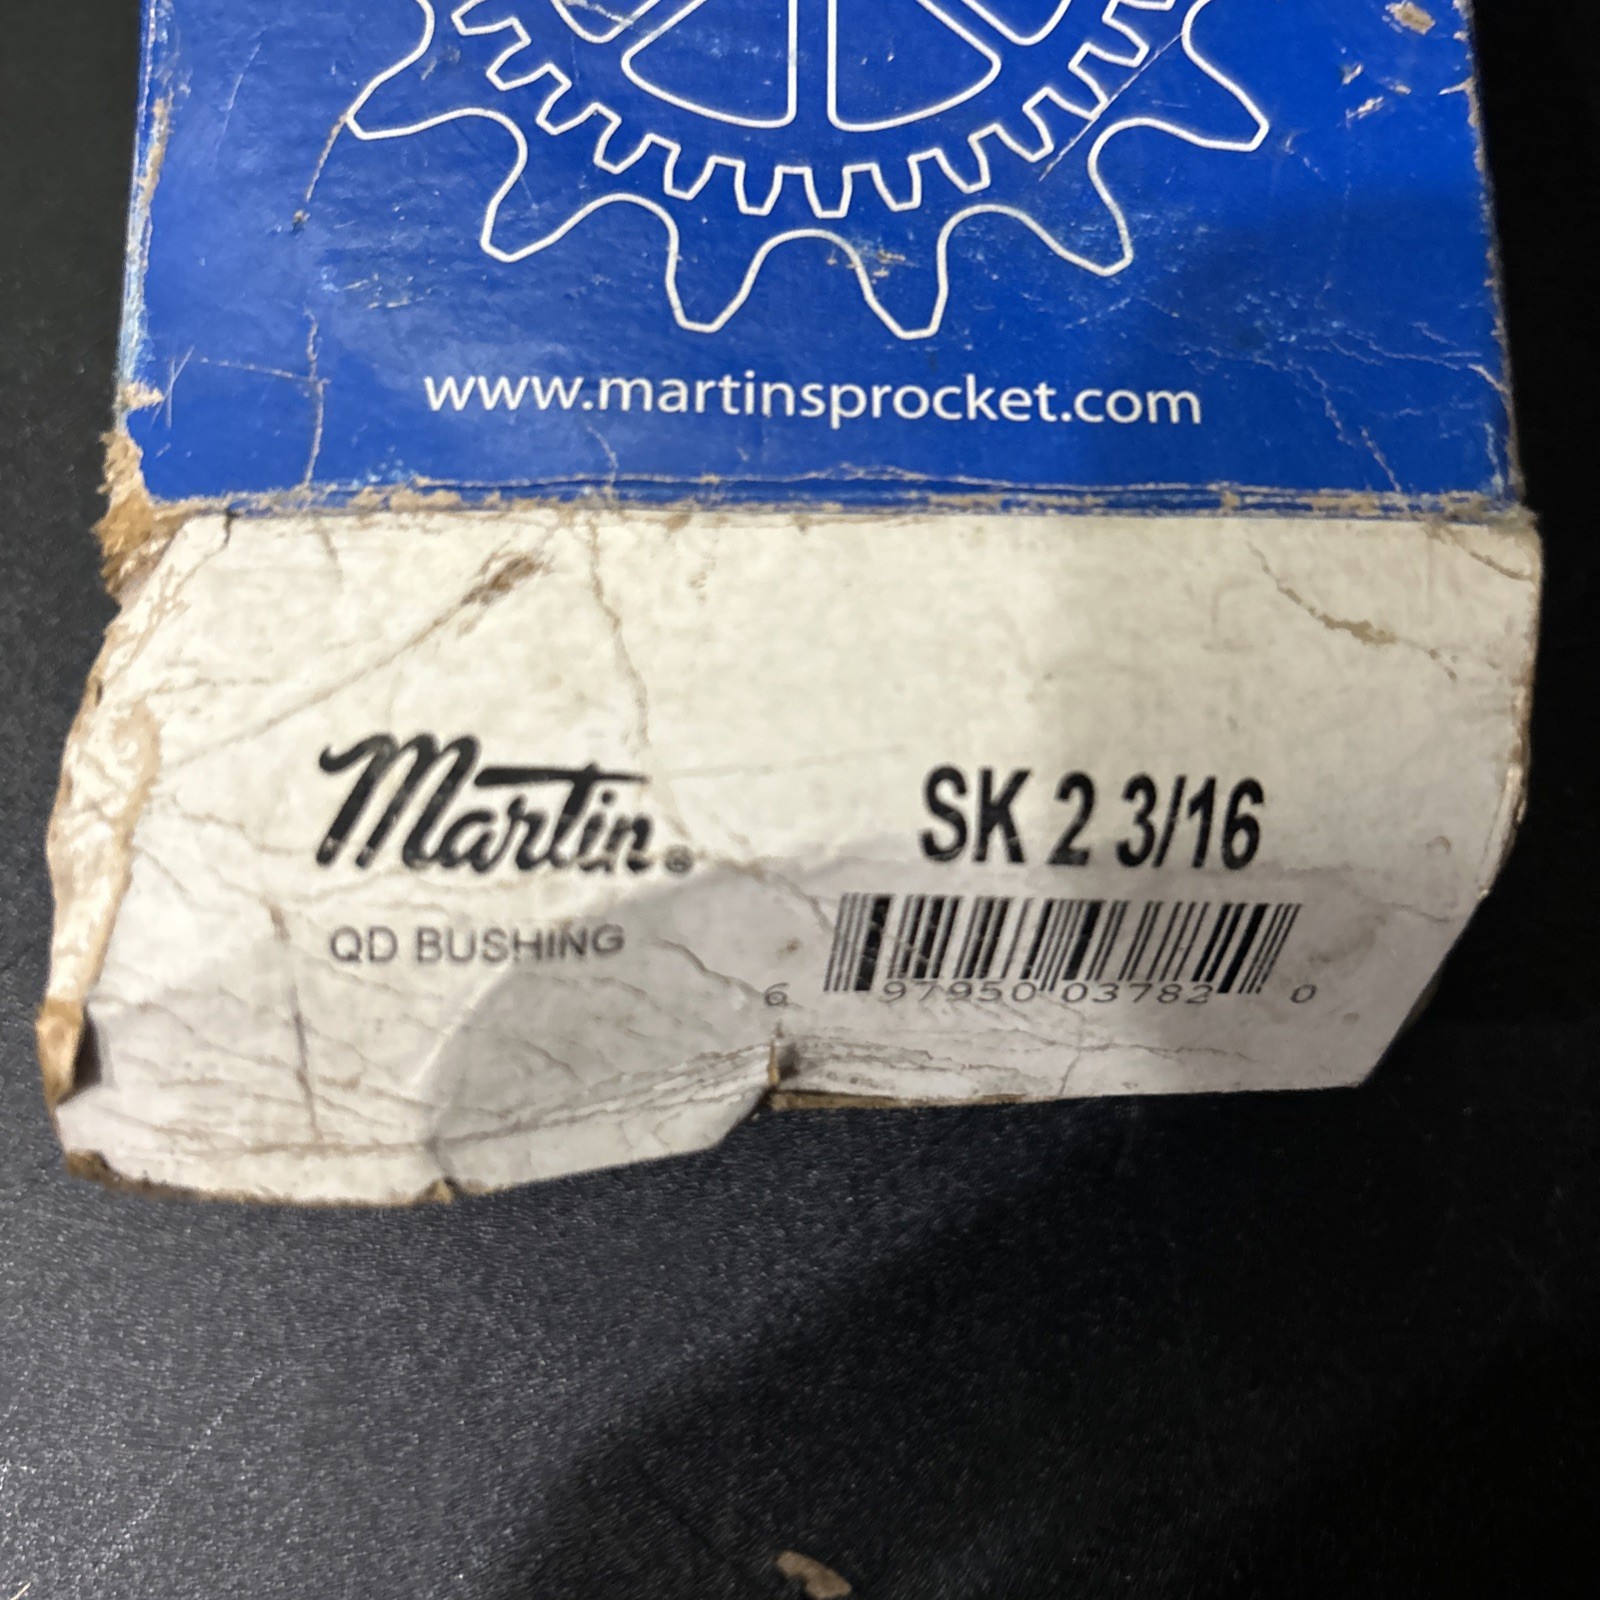 www.martinsprocket.com
Martin®
SK 2 3/16
QD BUSHING
6 97950 03782 0